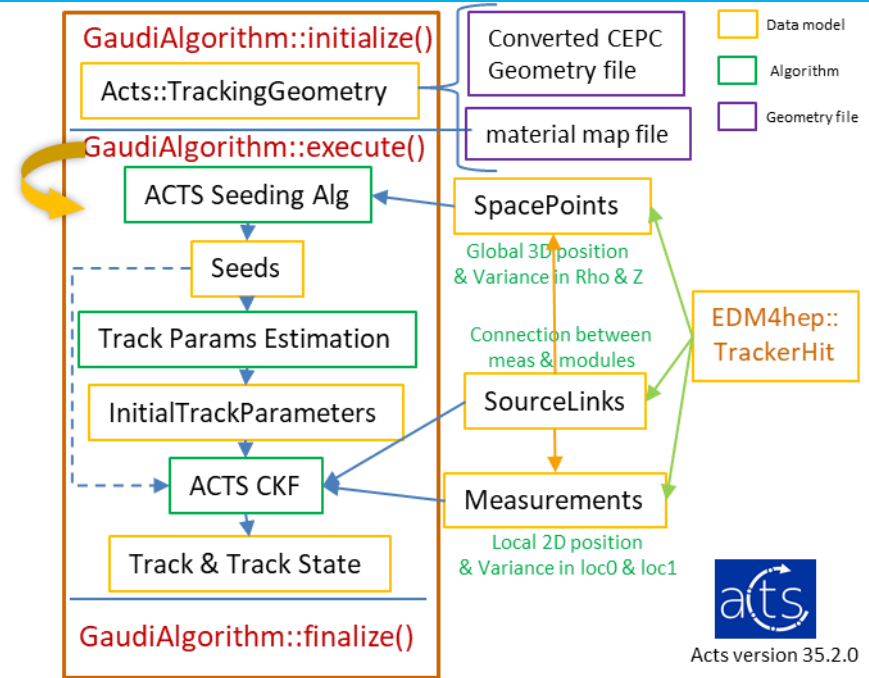 GaudiAlgorithm::initialize()
Acts::TrackingGeometry
Converted CEPC
Geometry file
material map file
Data model
Algorithm
Geometry file
GaudiAlgorithm::execute()
ACTS Seeding Alg
SpacePoints
Global 3D position
& Variance in Rho & Z
Seeds
EDM4hep::
TrackerHit
Track Params Estimation
Connection between
meas & modules
InitialTrackParameters
SourceLinks
ACTS CKF
Measurements
Local 2D position
& Variance in loc0 & loc1
Track & Track State
GaudiAlgorithm::finalize()
acts
Acts version 35.2.0